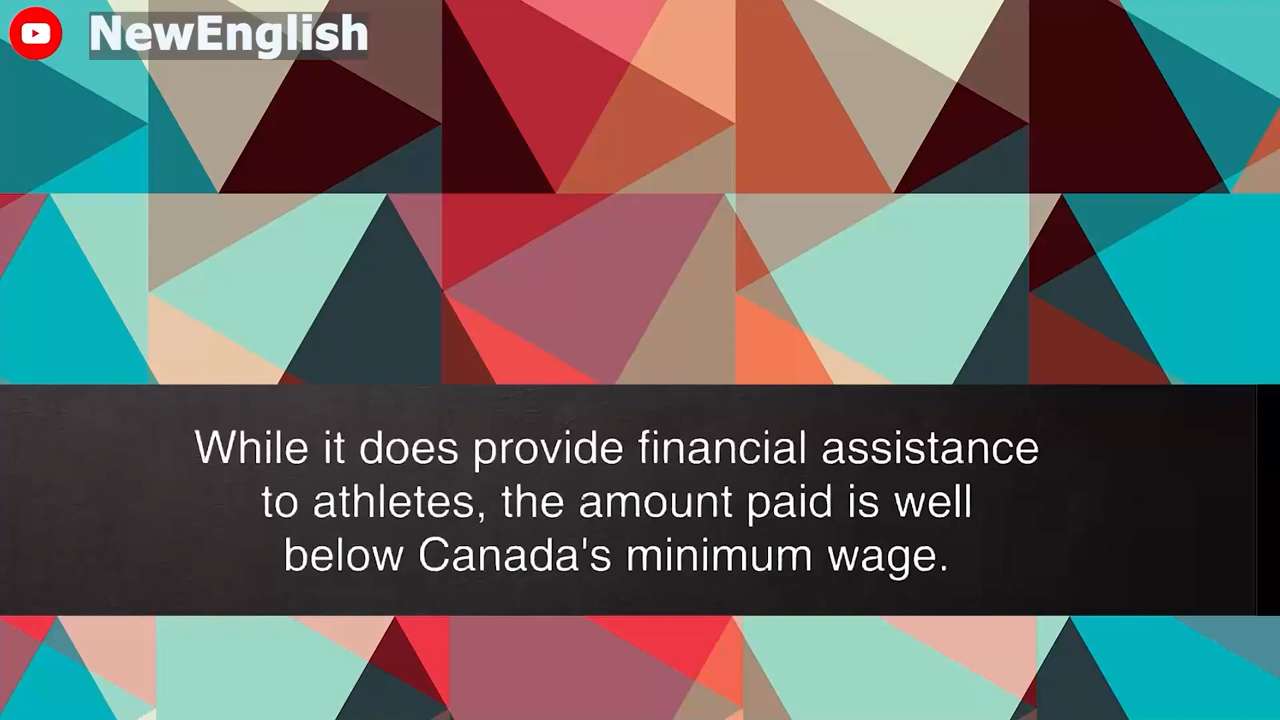 NewEnglish
While it does provide financial assistance
to athletes, the amount paid is well
below Canada's minimum wage.